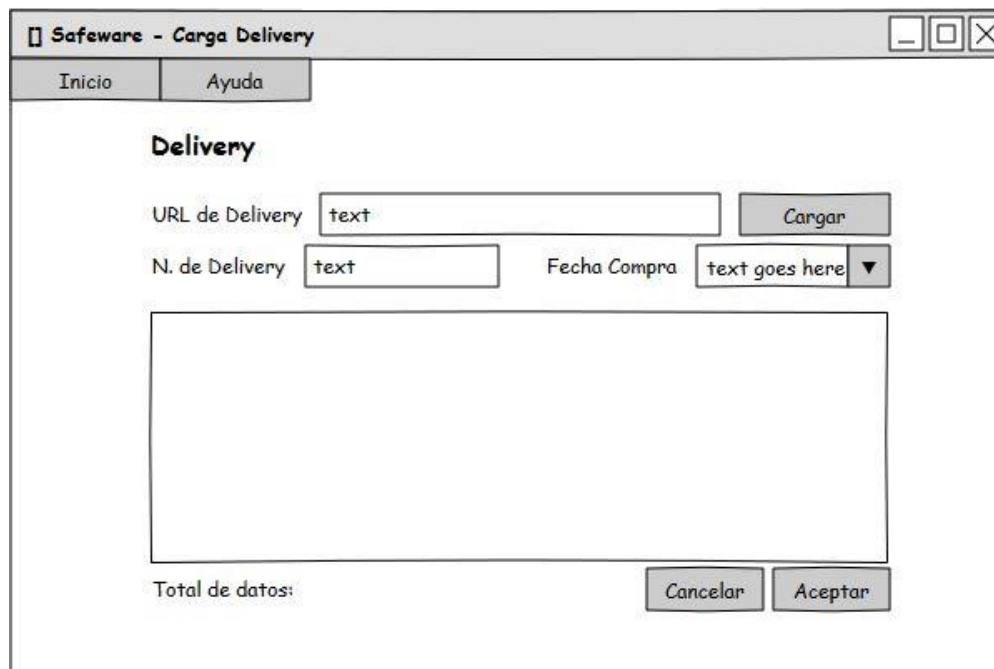 [] Safeware - Carga Delivery
Inicio Ayuda
Delivery
URL de Delivery text Cargar
N. de Delivery text Fecha Compra text goes here
Total de datos: Cancelar Aceptar